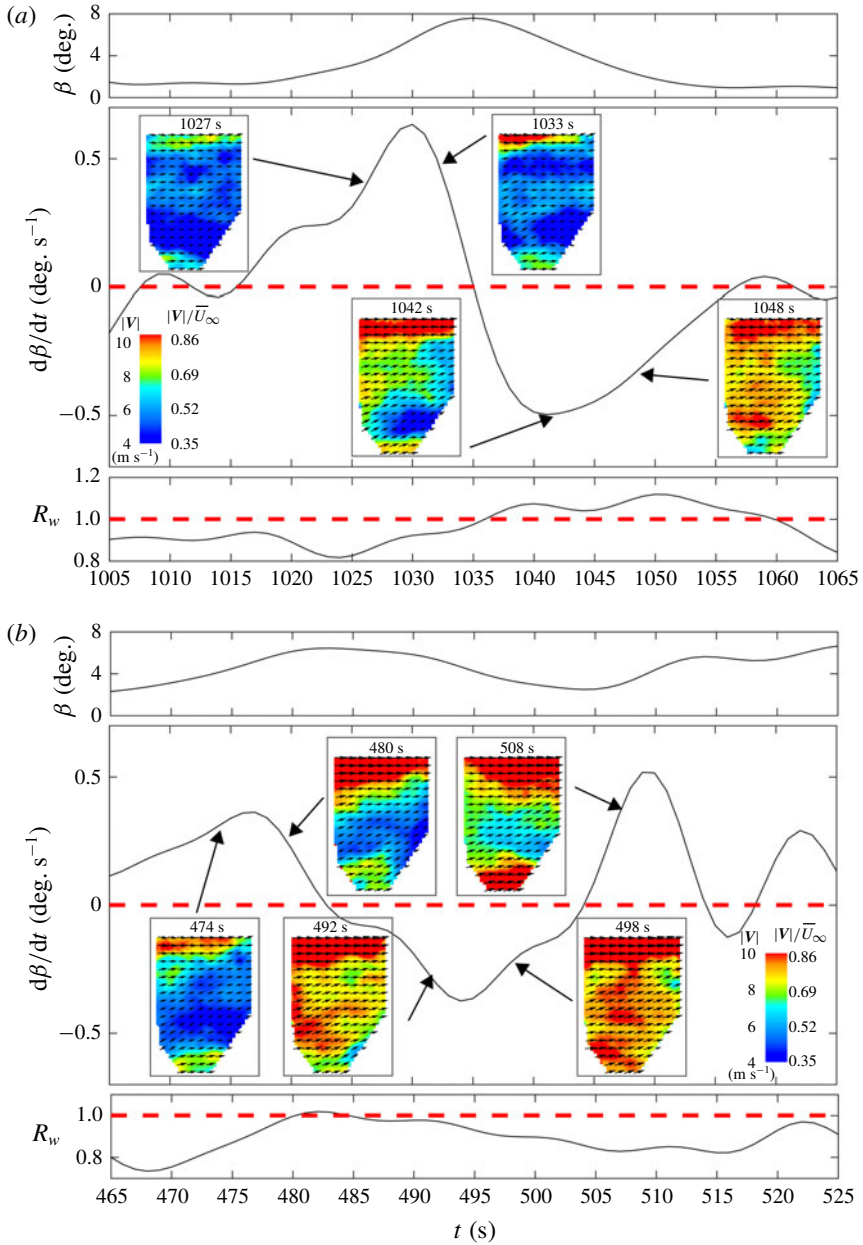 (a)
8
4
0
β (deg.)
1027 s
1033 s
0.5
0
−0.5
dβ/dt (deg. s−1)
1042 s
1048 s
|V| |V|/U̅∞
10 0.86
8 0.69
6 0.52
4 0.35
(m s−1)
1.2
1.0
0.8
Rw
1005 1010 1015 1020 1025 1030 1035 1040 1045 1050 1055 1060 1065
(b)
8
4
0
β (deg.)
480 s
508 s
0.5
0
−0.5
dβ/dt (deg. s−1)
474 s
492 s
498 s
|V| |V|/U̅∞
10 0.86
8 0.69
6 0.52
4 0.35
(m s−1)
1.0
0.8
Rw
465 470 475 480 485 490 495 500 505 510 515 520 525
t (s)